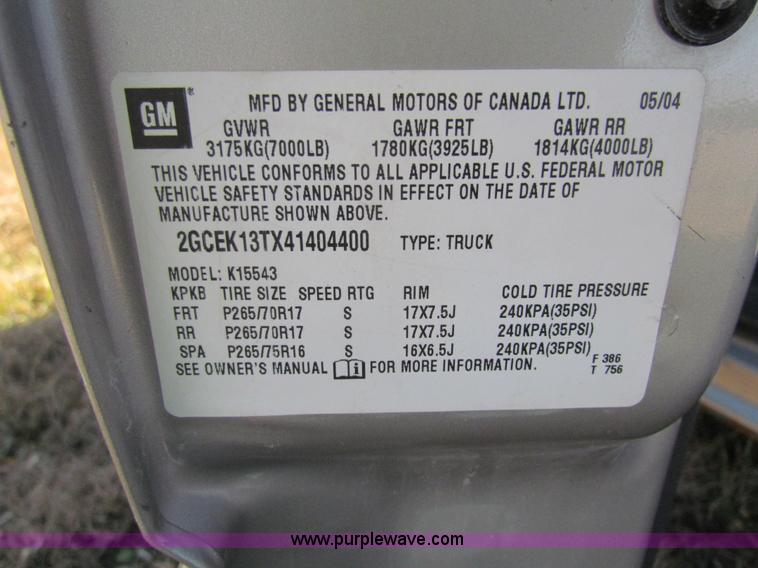 GM
MFD BY GENERAL MOTORS OF CANADA LTD. 05/04
GVWR GAWR FRT GAWR RR
3175KG(7000LB) 1780KG(3925LB) 1814KG(4000LB)
THIS VEHICLE CONFORMS TO ALL APPLICABLE U.S. FEDERAL MOTOR
VEHICLE SAFETY STANDARDS IN EFFECT ON THE DATE OF
MANUFACTURE SHOWN ABOVE.
2GCEK13TX41404400 TYPE: TRUCK
MODEL: K15543
KPKB TIRE SIZE SPEED RTG RIM COLD TIRE PRESSURE
FRT P265/70R17 S 17X7.5J 240KPA(35PSI)
RR P265/70R17 S 17X7.5J 240KPA(35PSI)
SPA P265/75R16 S 16X6.5J 240KPA(35PSI)
SEE OWNER'S MANUAL FOR MORE INFORMATION. F 386
T 756
www.purplewave.com